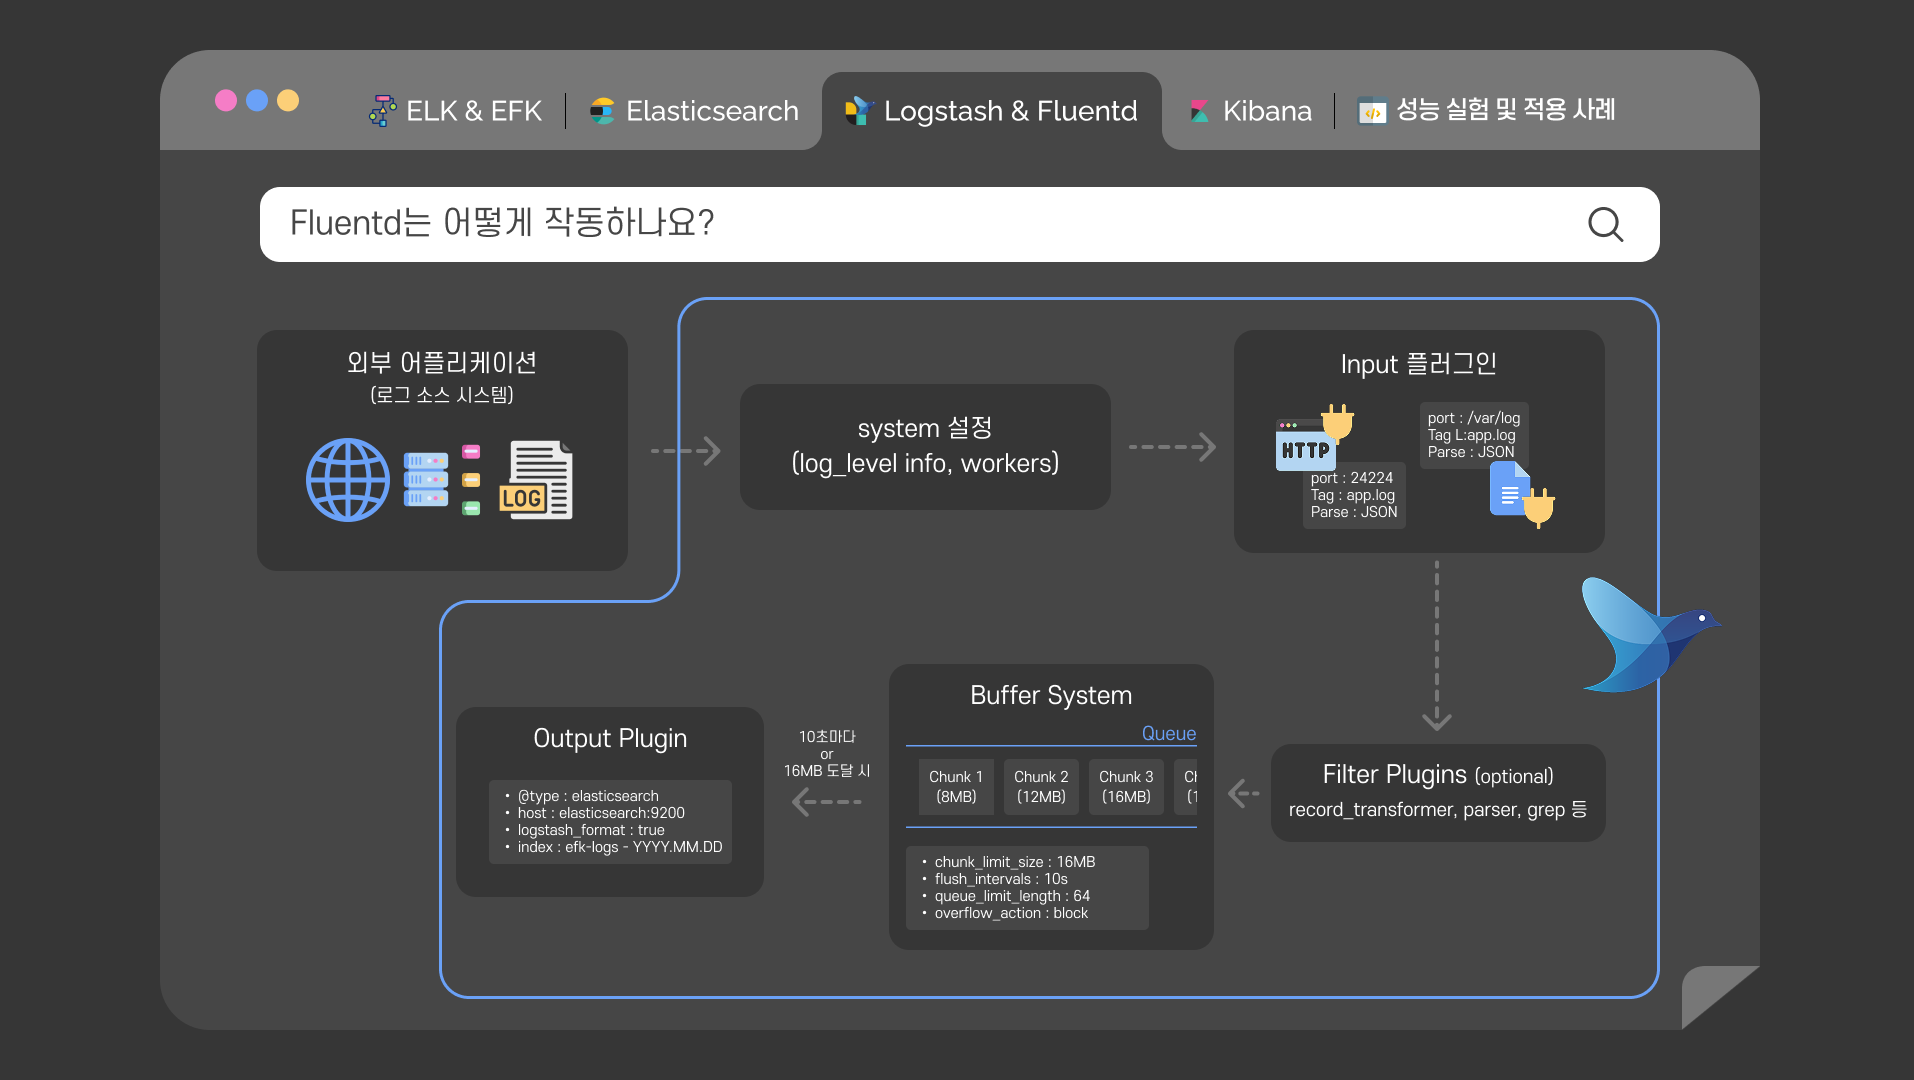 ELK & EFK
Elasticsearch
Logstash & Fluentd
Kibana
성능 실험 및 적용 사례
Fluentd는 어떻게 작동하나요?
외부 어플리케이션
(로그 소스 시스템)
LOG
system 설정
(log_level info, workers)
Input 플러그인
HTTP
port : 24224
Tag : app.log
Parse : JSON
port : /var/log
Tag L:app.log
Parse : JSON
Filter Plugins (optional)
record_transformer, parser, grep 등
Buffer System
Queue
Chunk 1
(8MB)
Chunk 2
(12MB)
Chunk 3
(16MB)
Ch
(1
• chunk_limit_size : 16MB
• flush_intervals : 10s
• queue_limit_length : 64
• overflow_action : block
10초마다
or
16MB 도달 시
Output Plugin
• @type : elasticsearch
• host : elasticsearch:9200
• logstash_format : true
• index : efk-logs - YYYY.MM.DD